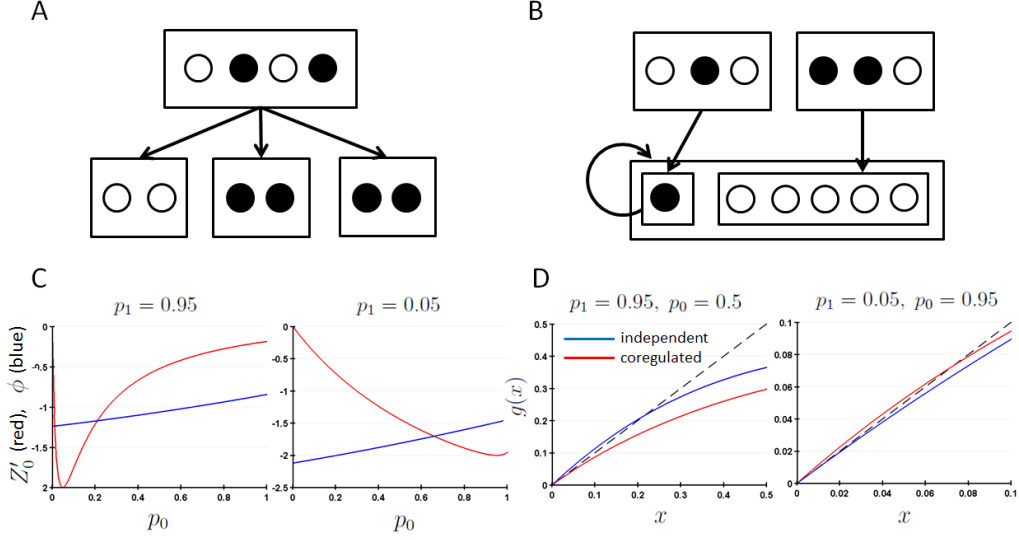 A
B
C
p₁ = 0.95
p₁ = 0.05
Z′₀ (red), ϕ (blue)
0
-0.5
-1
-1.5
2
0
0.2
0.4
0.6
0.8
1
p₀
0
-0.5
-1
-1.5
-2
-2.5
0
0.2
0.4
0.6
0.8
1
p₀
D
p₁ = 0.95, p₀ = 0.5
p₁ = 0.05, p₀ = 0.95
independent
coregulated
g(x)
0.5
0.4
0.3
0.2
0.1
0
0
0.1
0.2
0.3
0.4
0.5
x
0.1
0.08
0.06
0.04
0.02
0
0
0.02
0.04
0.06
0.08
0.1
x